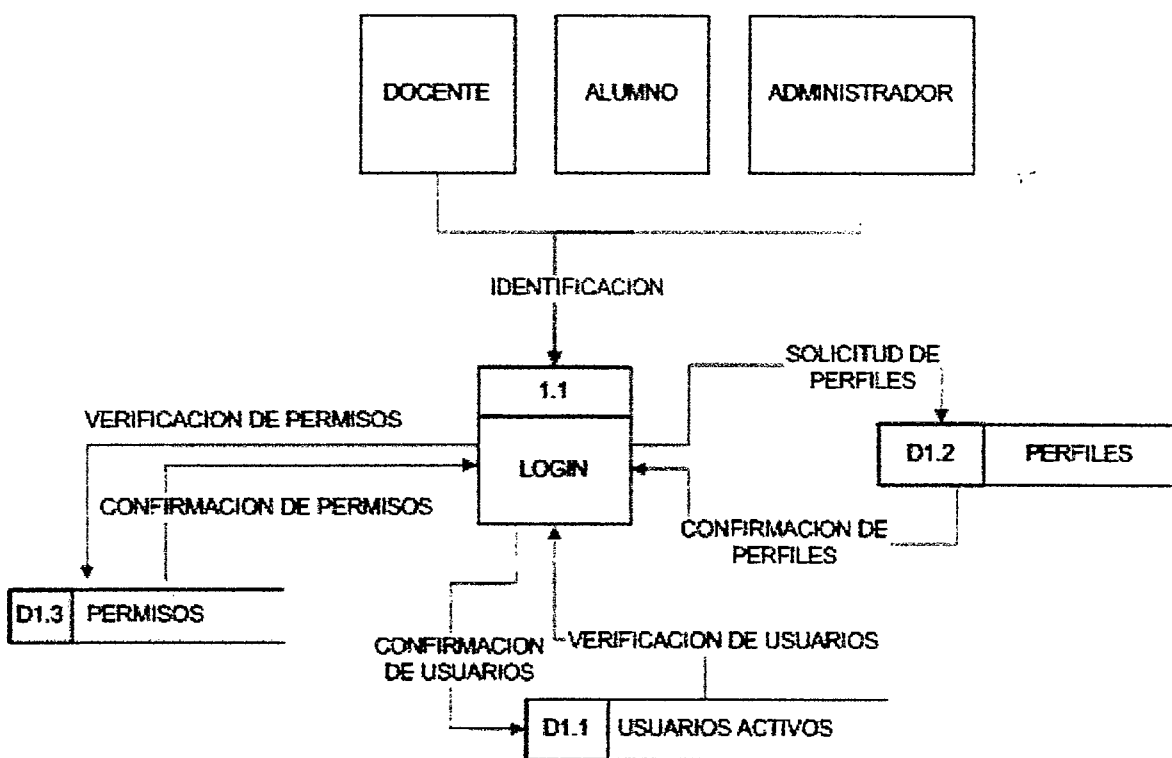 DOCENTE
ALUMNO
ADMINISTRADOR
IDENTIFICACION
SOLICITUD DE
PERFILES
1.1
VERIFICACION DE PERMISOS
LOGIN
D1.2
PERFILES
CONFIRMACION DE PERMISOS
CONFIRMACION DE
PERFILES
D1.3
PERMISOS
CONFIRMACION
DE USUARIOS
VERIFICACION DE USUARIOS
D1.1
USUARIOS ACTIVOS